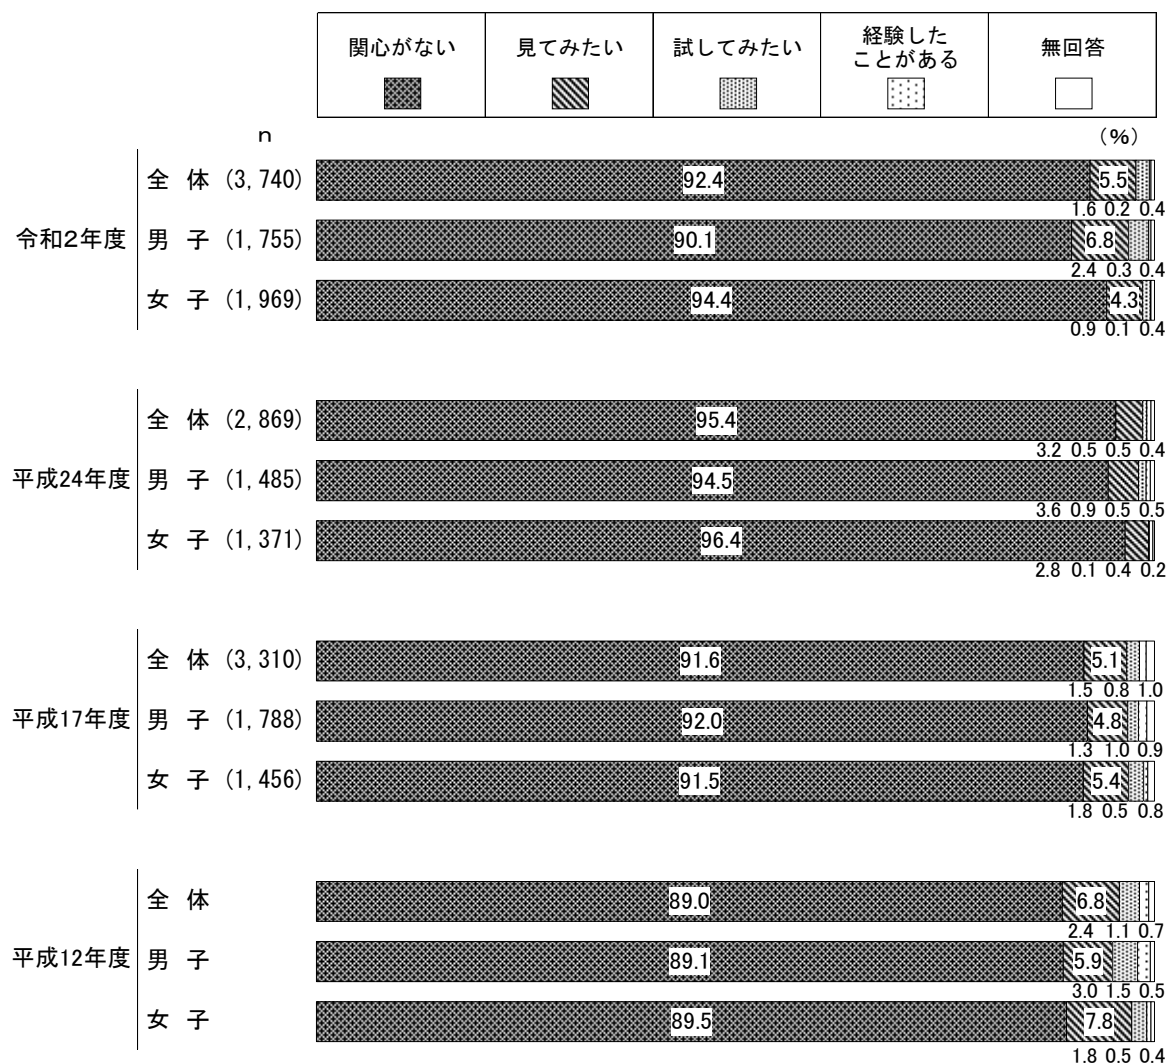 関心がない 見てみたい 試してみたい 経験した ことがある 無回答
n (%)
全 体 (3,740) 92.4 5.5
1.6 0.2 0.4
令和2年度 男 子 (1,755) 90.1 6.8
2.4 0.3 0.4
女 子 (1,969) 94.4 4.3
0.9 0.1 0.4
全 体 (2,869) 95.4
3.2 0.5 0.5 0.4
平成24年度 男 子 (1,485) 94.5
3.6 0.9 0.5 0.5
女 子 (1,371) 96.4
2.8 0.1 0.4 0.2
全 体 (3,310) 91.6 5.1
1.5 0.8 1.0
平成17年度 男 子 (1,788) 92.0 4.8
1.3 1.0 0.9
女 子 (1,456) 91.5 5.4
1.8 0.5 0.8
全 体 89.0 6.8
2.4 1.1 0.7
平成12年度 男 子 89.1 5.9
3.0 1.5 0.5
女 子 89.5 7.8
1.8 0.5 0.4